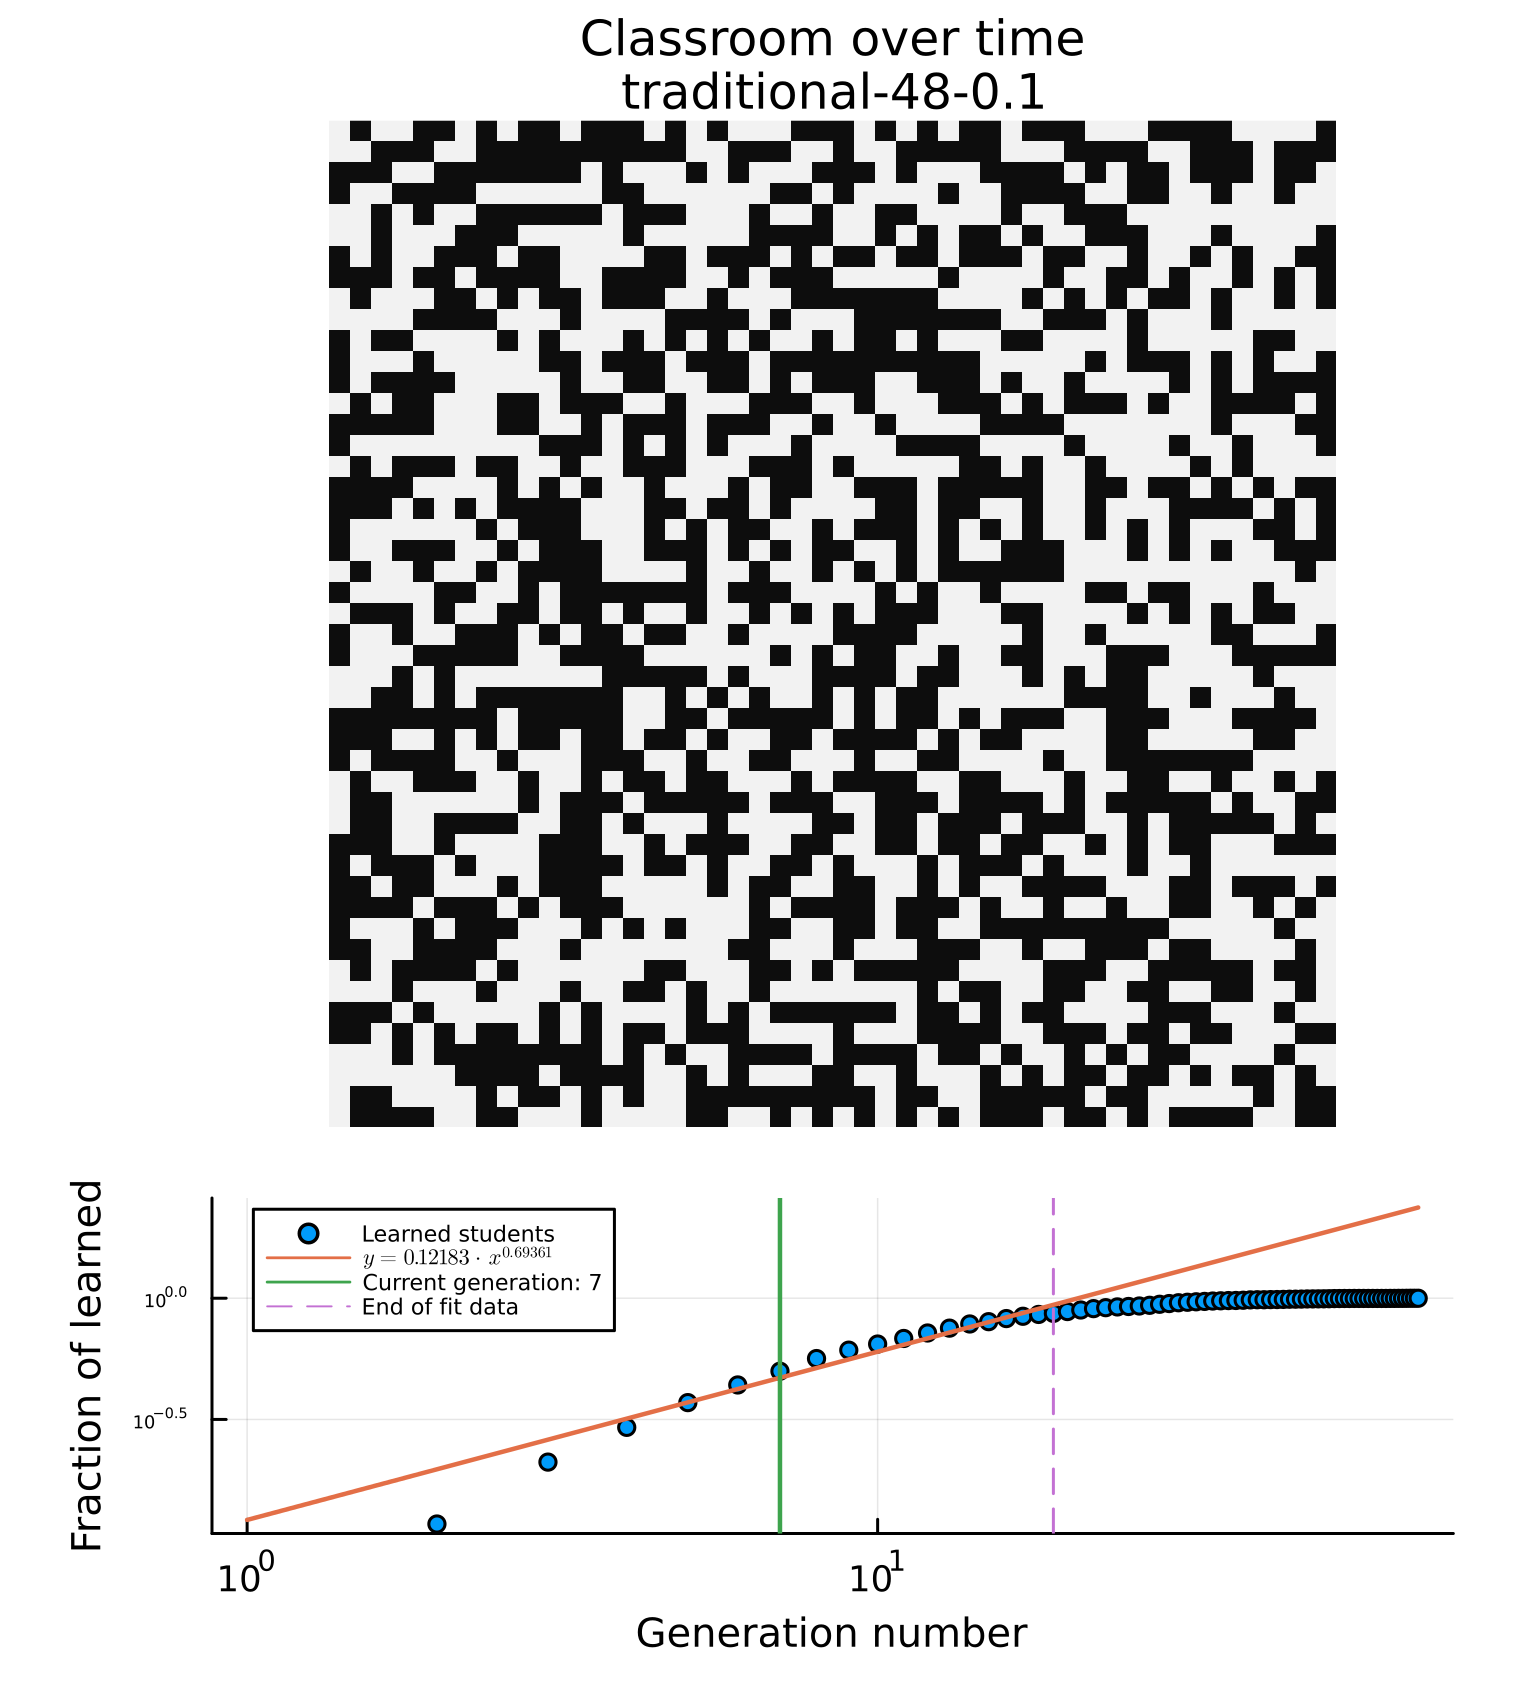 Classroom over time
traditional-48-0.1
Fraction of learned
Learned students
y = 0.12183 · x^0.69361
Current generation: 7
End of fit data
10^0.0
10^−0.5
10^0
10^1
Generation number